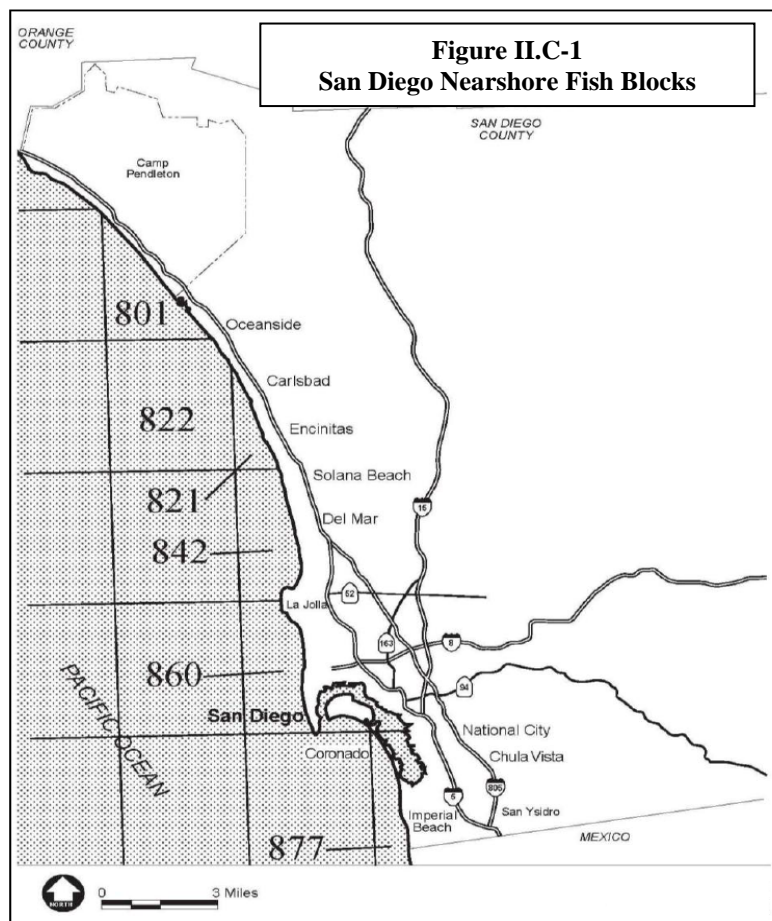 Figure II.C-1
San Diego Nearshore Fish Blocks
ORANGE
COUNTY
SAN DIEGO
COUNTY
Camp
Pendleton
801
Oceanside
Carlsbad
822
Encinitas
Solana Beach
821
15
Del Mar
842
La Jolla
52
163
8
860
94
PACIFIC OCEAN
San Diego
National City
Coronado
Chula Vista
805
5
San Ysidro
Imperial
Beach
MEXICO
877
NORTH
0 3 Miles